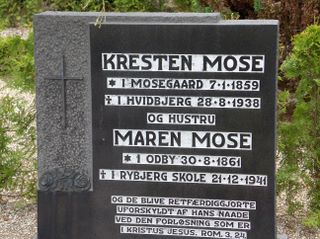 KRESTEN MOSE
* I MOSEGAARD 7-1-1859
† I HVIDBJERG 28-8-1938
OG HUSTRU
MAREN MOSE
* I ODBY 30-8-1861
† I RYBJERG SKOLE 21-12-1941
OG DE BLIVE RETFÆRDIGGJORTE
UFORSKYLDT AF HANS NAADE
VED DEN FORLØSNING SOM ER
I KRISTUS JESUS. ROM. 3.24.